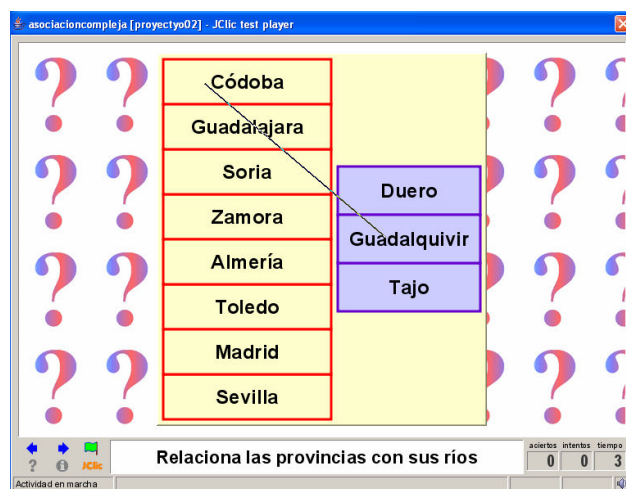 asociacioncompleja [proyectyo02] - JClic test player
Córdoba
Guadalajara
Soria
Zamora
Almería
Toledo
Madrid
Sevilla
Duero
Guadalquivir
Tajo
JClic
Relaciona las provincias con sus ríos
aciertos intentos tiempo
0 0 3
Actividad en marcha